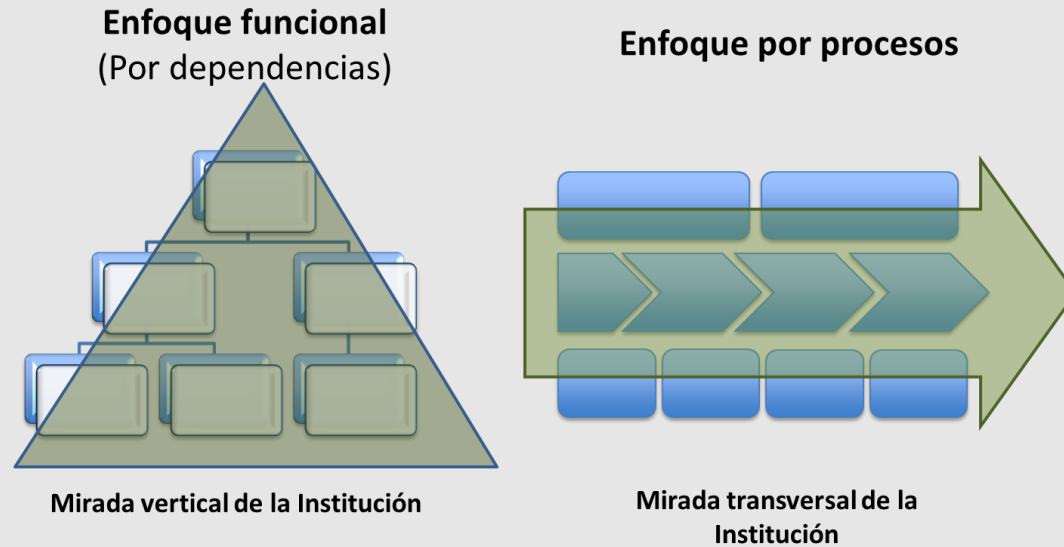 Enfoque funcional
(Por dependencias)
Enfoque por procesos
Mirada vertical de la Institución
Mirada transversal de la
Institución